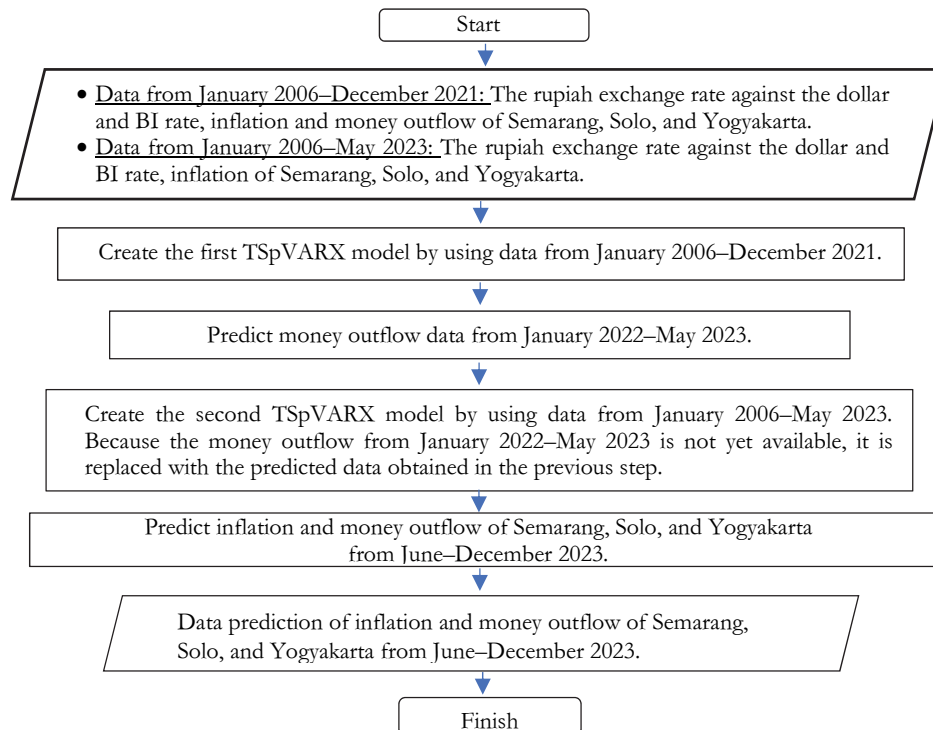 Start
• Data from January 2006–December 2021: The rupiah exchange rate against the dollar
and BI rate, inflation and money outflow of Semarang, Solo, and Yogyakarta.
• Data from January 2006–May 2023: The rupiah exchange rate against the dollar and
BI rate, inflation of Semarang, Solo, and Yogyakarta.
Create the first TSpVARX model by using data from January 2006–December 2021.
Predict money outflow data from January 2022–May 2023.
Create the second TSpVARX model by using data from January 2006–May 2023.
Because the money outflow from January 2022–May 2023 is not yet available, it is
replaced with the predicted data obtained in the previous step.
Predict inflation and money outflow of Semarang, Solo, and Yogyakarta
from June–December 2023.
Data prediction of inflation and money outflow of Semarang,
Solo, and Yogyakarta from June–December 2023.
Finish